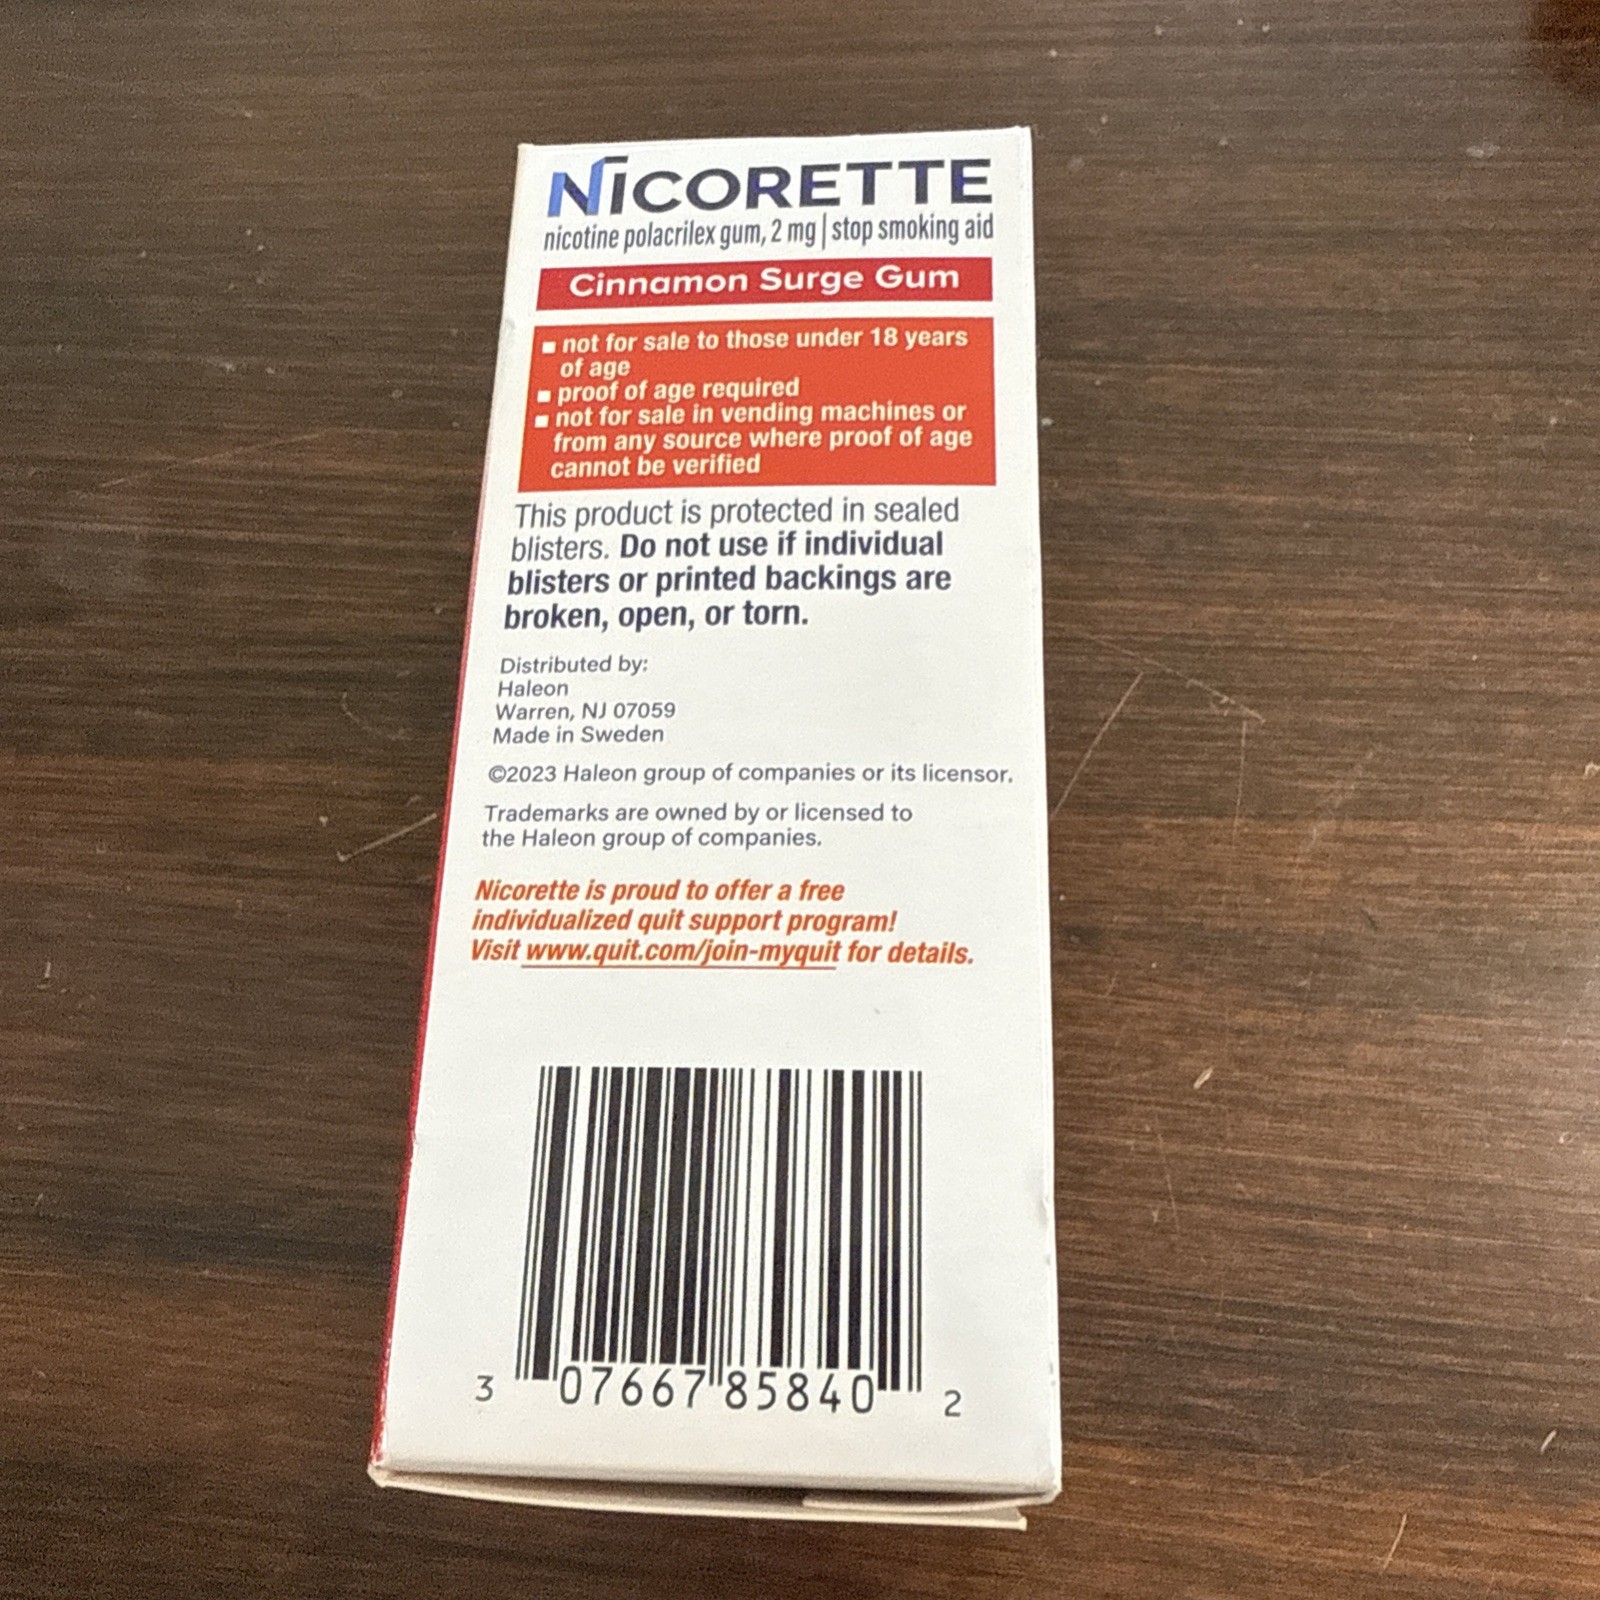 NICORETTE
nicotine polacrilex gum, 2 mg | stop smoking aid
Cinnamon Surge Gum
▪ not for sale to those under 18 years
of age
▪ proof of age required
▪ not for sale in vending machines or
from any source where proof of age
cannot be verified
This product is protected in sealed
blisters. Do not use if individual
blisters or printed backings are
broken, open, or torn.
Distributed by:
Haleon
Warren, NJ 07059
Made in Sweden
©2023 Haleon group of companies or its licensor.
Trademarks are owned by or licensed to
the Haleon group of companies.
Nicorette is proud to offer a free
individualized quit support program!
Visit www.quit.com/join-myquit for details.
3 07667 85840 2